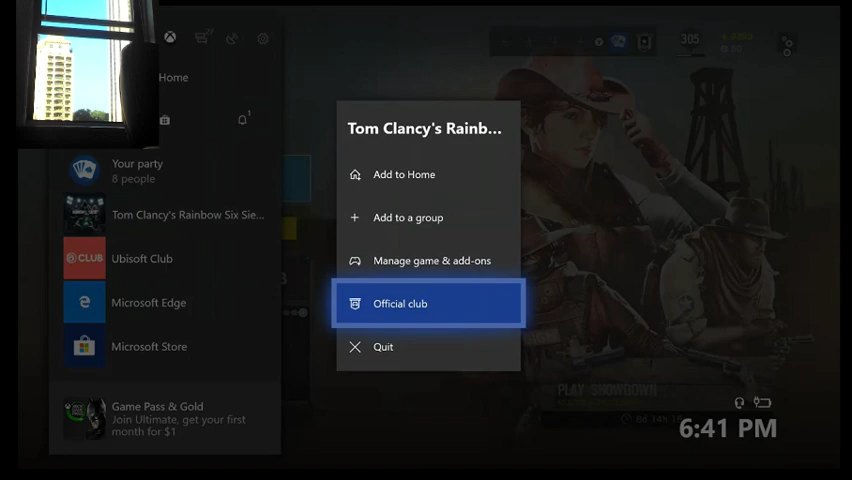 305
Home
1
Tom Clancy's Rainb...
Your party
8 people
Add to Home
Tom Clancy's Rainbow Six Sie...
Add to a group
@CLUB
Ubisoft Club
Manage game & add-ons
Microsoft Edge
Official club
Microsoft Store
Quit
Game Pass & Gold
Join Ultimate, get your first
month for $1
PLAY SHOWDOWN
6:41 PM